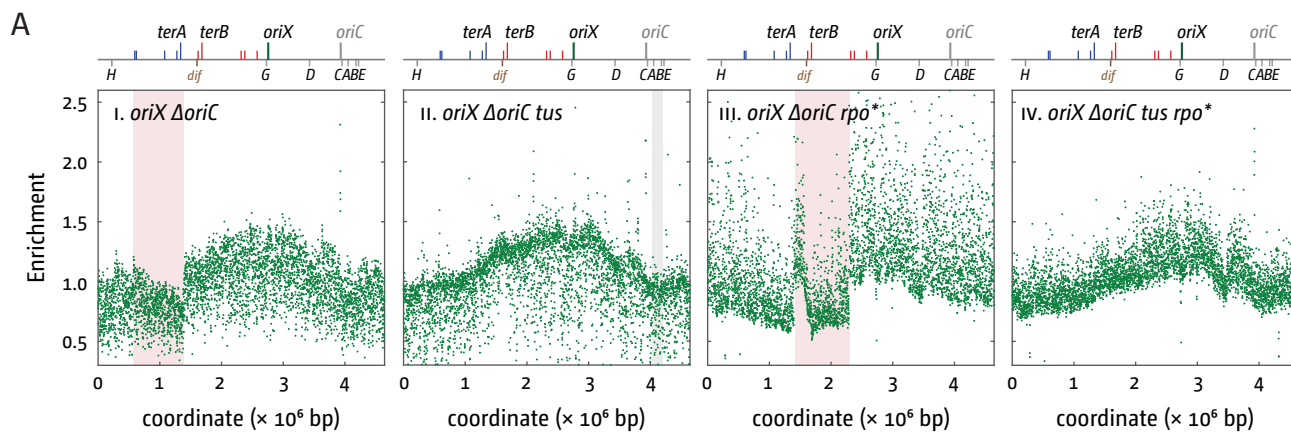 A
terA terB oriX oriC
H dif G D CABE
terA terB oriX oriC
H dif G D CABE
terA terB oriX oriC
H dif G D CABE
terA terB oriX oriC
H dif G D CABE
Enrichment
2.5
2.0
1.5
1.0
0.5
I. oriX ΔoriC
II. oriX ΔoriC tus
III. oriX ΔoriC rpo*
IV. oriX ΔoriC tus rpo*
0 1 2 3 4
0 1 2 3 4
0 1 2 3 4
0 1 2 3 4
coordinate (× 10⁶ bp)
coordinate (× 10⁶ bp)
coordinate (× 10⁶ bp)
coordinate (× 10⁶ bp)